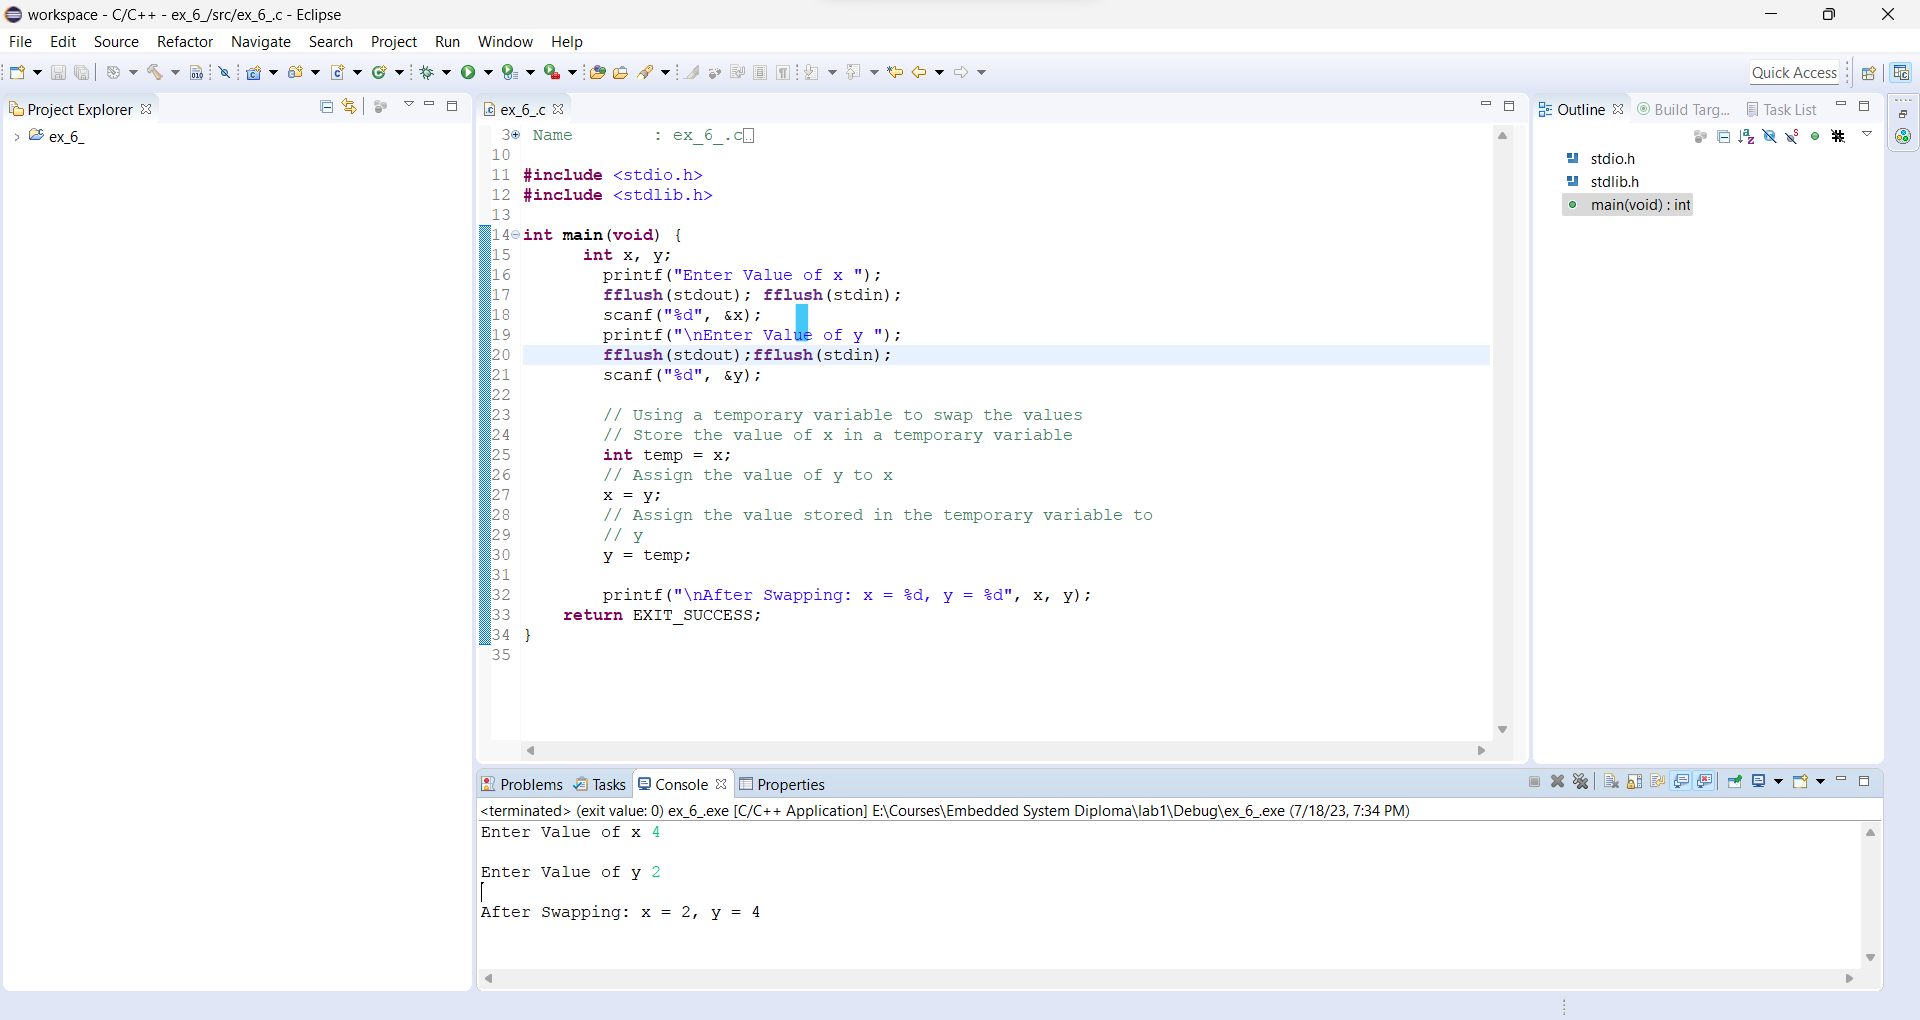 workspace - C/C++ - ex_6_/src/ex_6_.c - Eclipse
File Edit Source Refactor Navigate Search Project Run Window Help
Quick Access
Project Explorer
ex_6_
ex_6_.c
3 Name : ex_6_.c
10
11 #include <stdio.h>
12 #include <stdlib.h>
13
14 int main(void) {
15 int x, y;
16 printf("Enter Value of x ");
17 fflush(stdout); fflush(stdin);
18 scanf("%d", &x);
19 printf("\nEnter Value of y ");
20 fflush(stdout);fflush(stdin);
21 scanf("%d", &y);
22
23 // Using a temporary variable to swap the values
24 // Store the value of x in a temporary variable
25 int temp = x;
26 // Assign the value of y to x
27 x = y;
28 // Assign the value stored in the temporary variable to
29 // y
30 y = temp;
31
32 printf("\nAfter Swapping: x = %d, y = %d", x, y);
33 return EXIT_SUCCESS;
34 }
35
Outline Build Targ... Task List
stdio.h
stdlib.h
main(void) : int
Problems Tasks Console Properties
<terminated> (exit value: 0) ex_6_.exe [C/C++ Application] E:\Courses\Embedded System Diploma\lab1\Debug\ex_6_.exe (7/18/23, 7:34 PM)
Enter Value of x 4
Enter Value of y 2
After Swapping: x = 2, y = 4